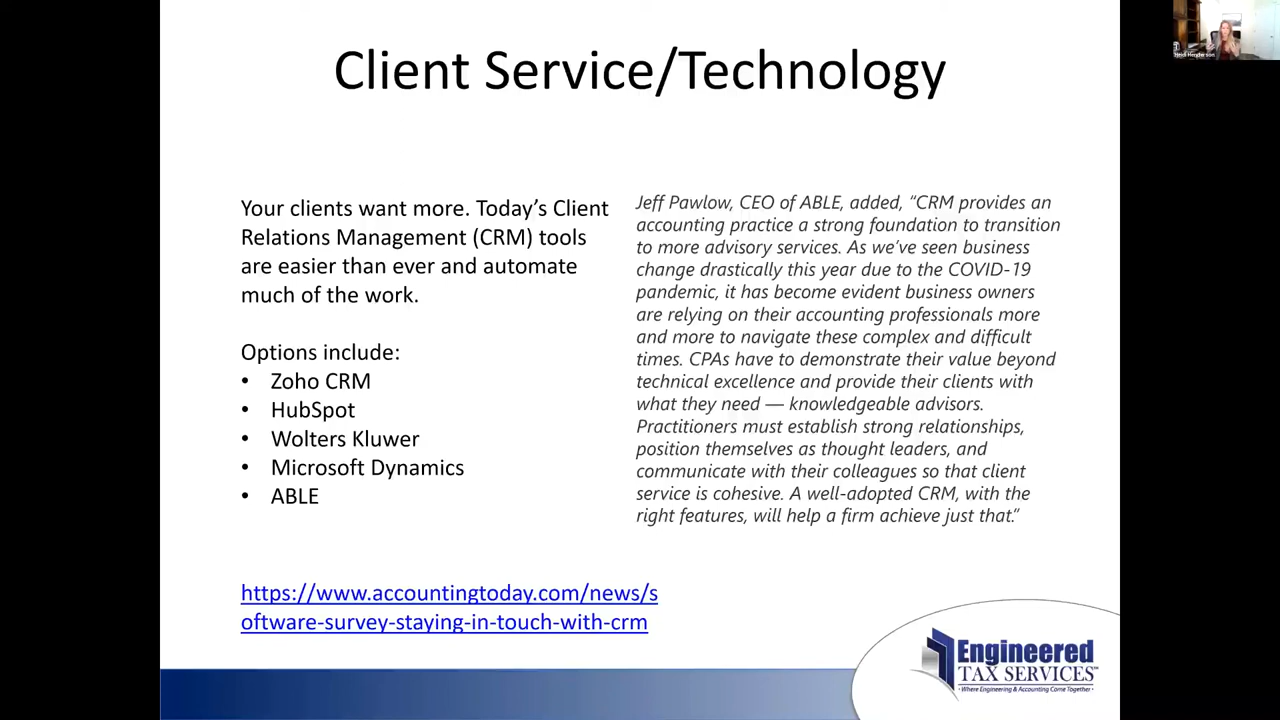 Client Service/Technology
Your clients want more. Today’s Client
Relations Management (CRM) tools
are easier than ever and automate
much of the work.
Options include:
• Zoho CRM
• HubSpot
• Wolters Kluwer
• Microsoft Dynamics
• ABLE
https://www.accountingtoday.com/news/s
oftware-survey-staying-in-touch-with-crm
Jeff Pawlow, CEO of ABLE, added, “CRM provides an
accounting practice a strong foundation to transition
to more advisory services. As we’ve seen business
change drastically this year due to the COVID-19
pandemic, it has become evident business owners
are relying on their accounting professionals more
and more to navigate these complex and difficult
times. CPAs have to demonstrate their value beyond
technical excellence and provide their clients with
what they need — knowledgeable advisors.
Practitioners must establish strong relationships,
position themselves as thought leaders, and
communicate with their colleagues so that client
service is cohesive. A well-adopted CRM, with the
right features, will help a firm achieve just that.“
Engineered
TAX SERVICES™
• Where Engineering & Accounting Come Together •